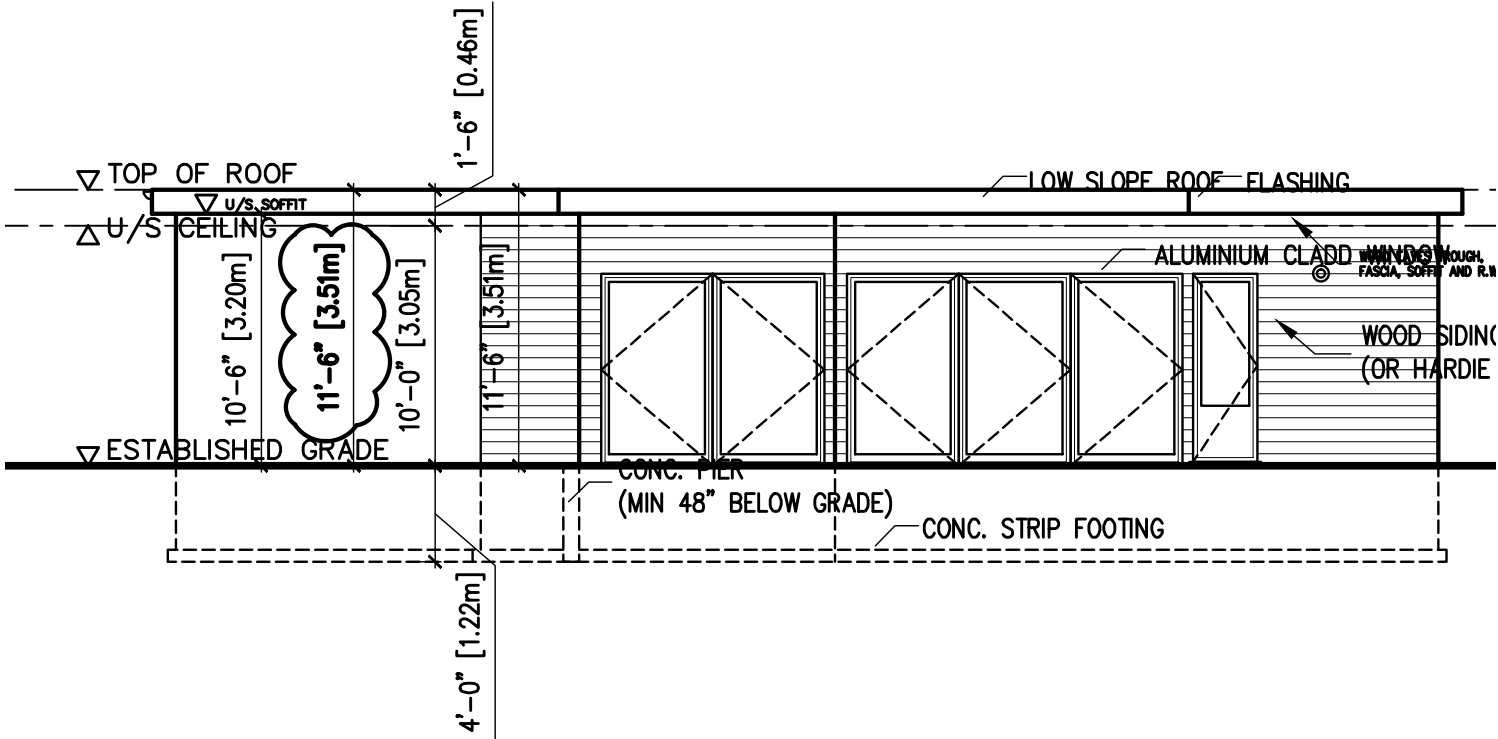 1'-6" [0.46m]
TOP OF ROOF
U/S SOFFIT
U/S CEILING
LOW SLOPE ROOF
FLASHING
ALUMINIUM CLADD WINDOW
FASCIA, SOFFIT AND
10'-6" [3.20m]
11'-6" [3.51m]
10'-0" [3.05m]
11'-6" [3.51m]
WOOD SIDING
(OR HARDIE
ESTABLISHED GRADE
CONC. PIER
(MIN 48" BELOW GRADE)
CONC. STRIP FOOTING
4'-0" [1.22m]